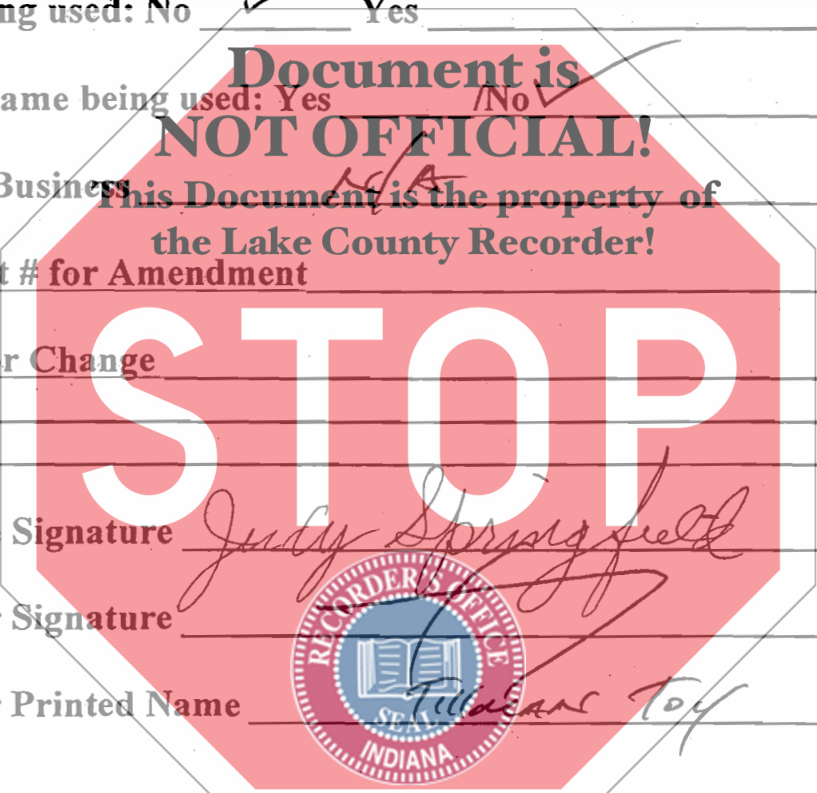 ng used: No ✓ Yes
Document is
ame being used: Yes /No ✓
NOT OFFICIAL!
Business N/A
This Document is the property of
the Lake County Recorder!
t # for Amendment
STOP
r Change
Signature Judy Springfield
RECORDER'S OFFICE
Signature
Printed Name Toy
SEAL
INDIANA